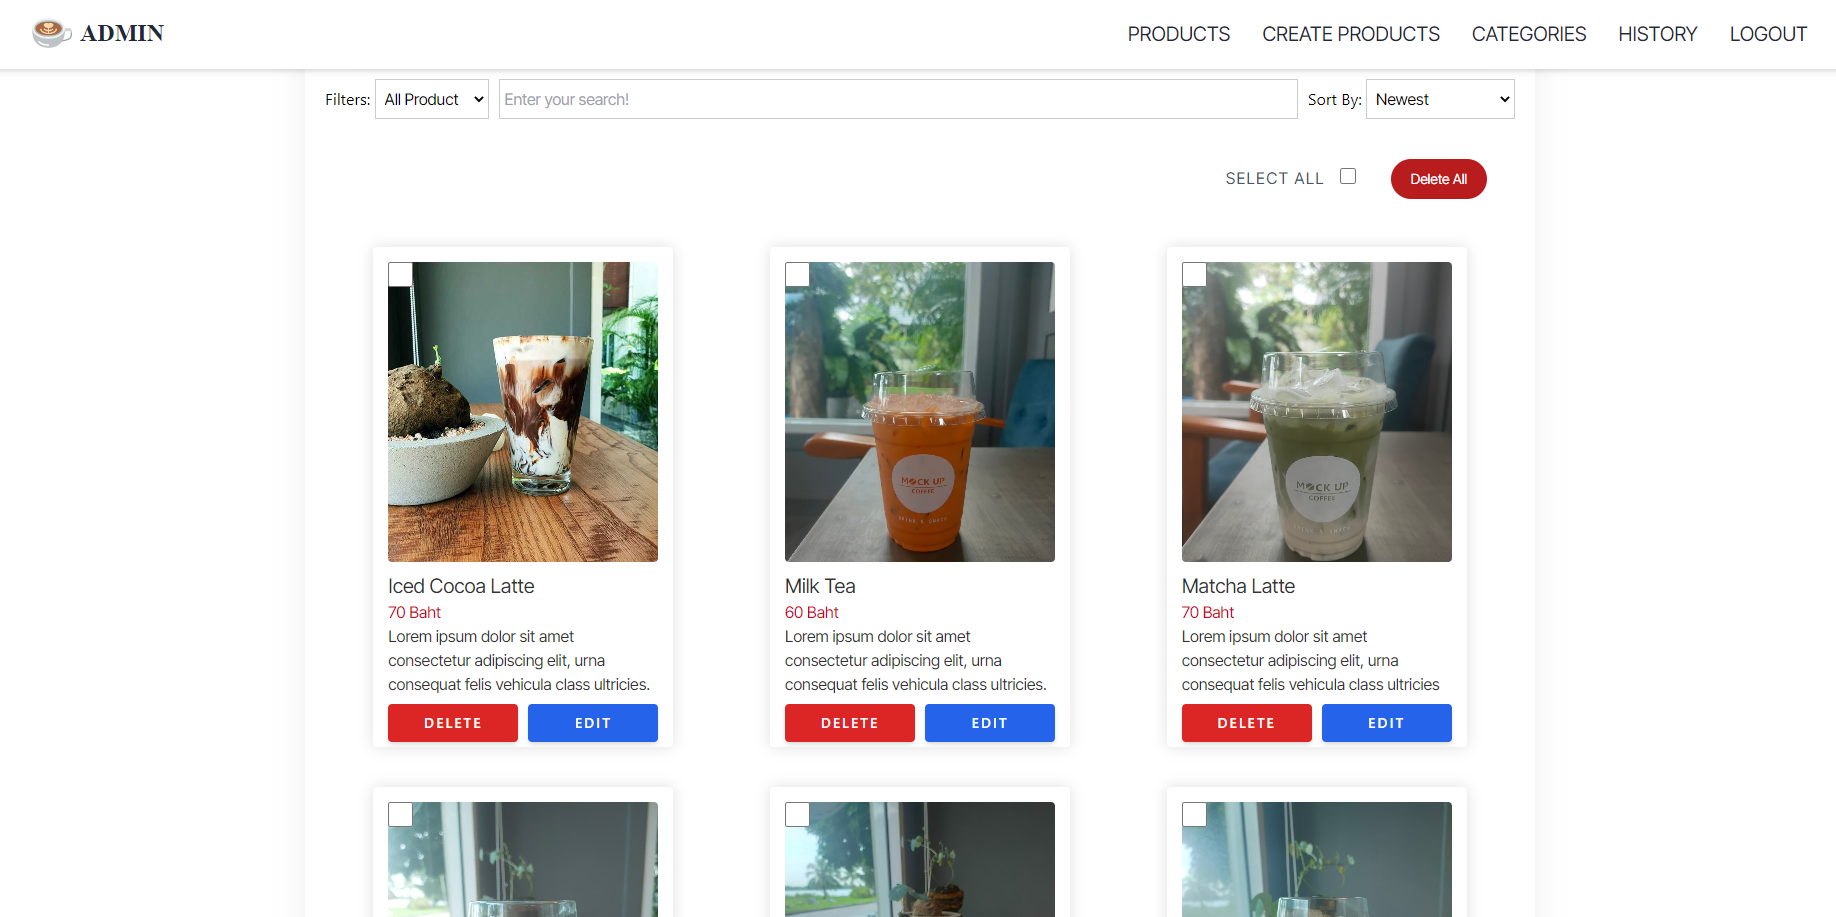 ADMIN
PRODUCTS
CREATE PRODUCTS
CATEGORIES
HISTORY
LOGOUT
Filters:
All Product
Enter your search!
Sort By:
Newest
SELECT ALL
Delete All
MOCK UP
COFFEE
MOCK UP
COFFEE
Iced Cocoa Latte
70 Baht
Lorem ipsum dolor sit amet
consectetur adipiscing elit, urna
consequat felis vehicula class ultricies.
DELETE
EDIT
Milk Tea
60 Baht
Lorem ipsum dolor sit amet
consectetur adipiscing elit, urna
consequat felis vehicula class ultricies.
DELETE
EDIT
Matcha Latte
70 Baht
Lorem ipsum dolor sit amet
consectetur adipiscing elit, urna
consequat felis vehicula class ultricies
DELETE
EDIT